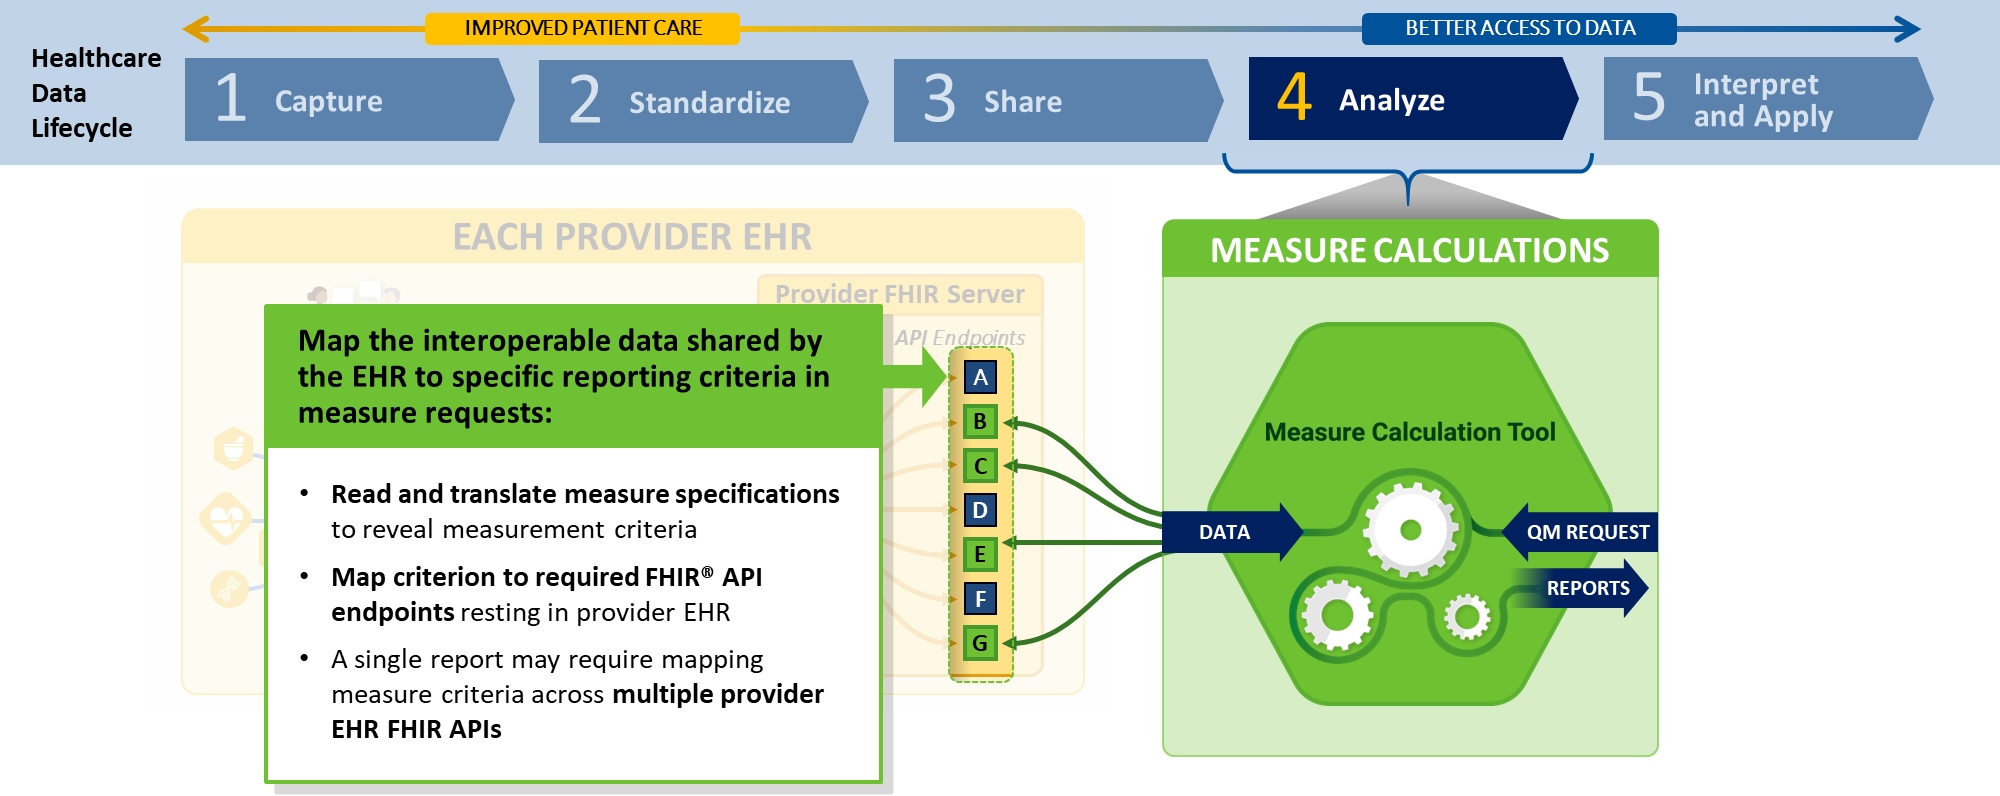 IMPROVED PATIENT CARE
BETTER ACCESS TO DATA
Healthcare
Data
Lifecycle
1 Capture
2 Standardize
3 Share
4 Analyze
5 Interpret
and Apply
EACH PROVIDER EHR
MEASURE CALCULATIONS
Provider FHIR Server
API Endpoints
Map the interoperable data shared by
the EHR to specific reporting criteria in
measure requests:
• Read and translate measure specifications
to reveal measurement criteria
• Map criterion to required FHIR® API
endpoints resting in provider EHR
• A single report may require mapping
measure criteria across multiple provider
EHR FHIR APIs
A
B
C
D
E
F
G
Measure Calculation Tool
DATA
QM REQUEST
REPORTS